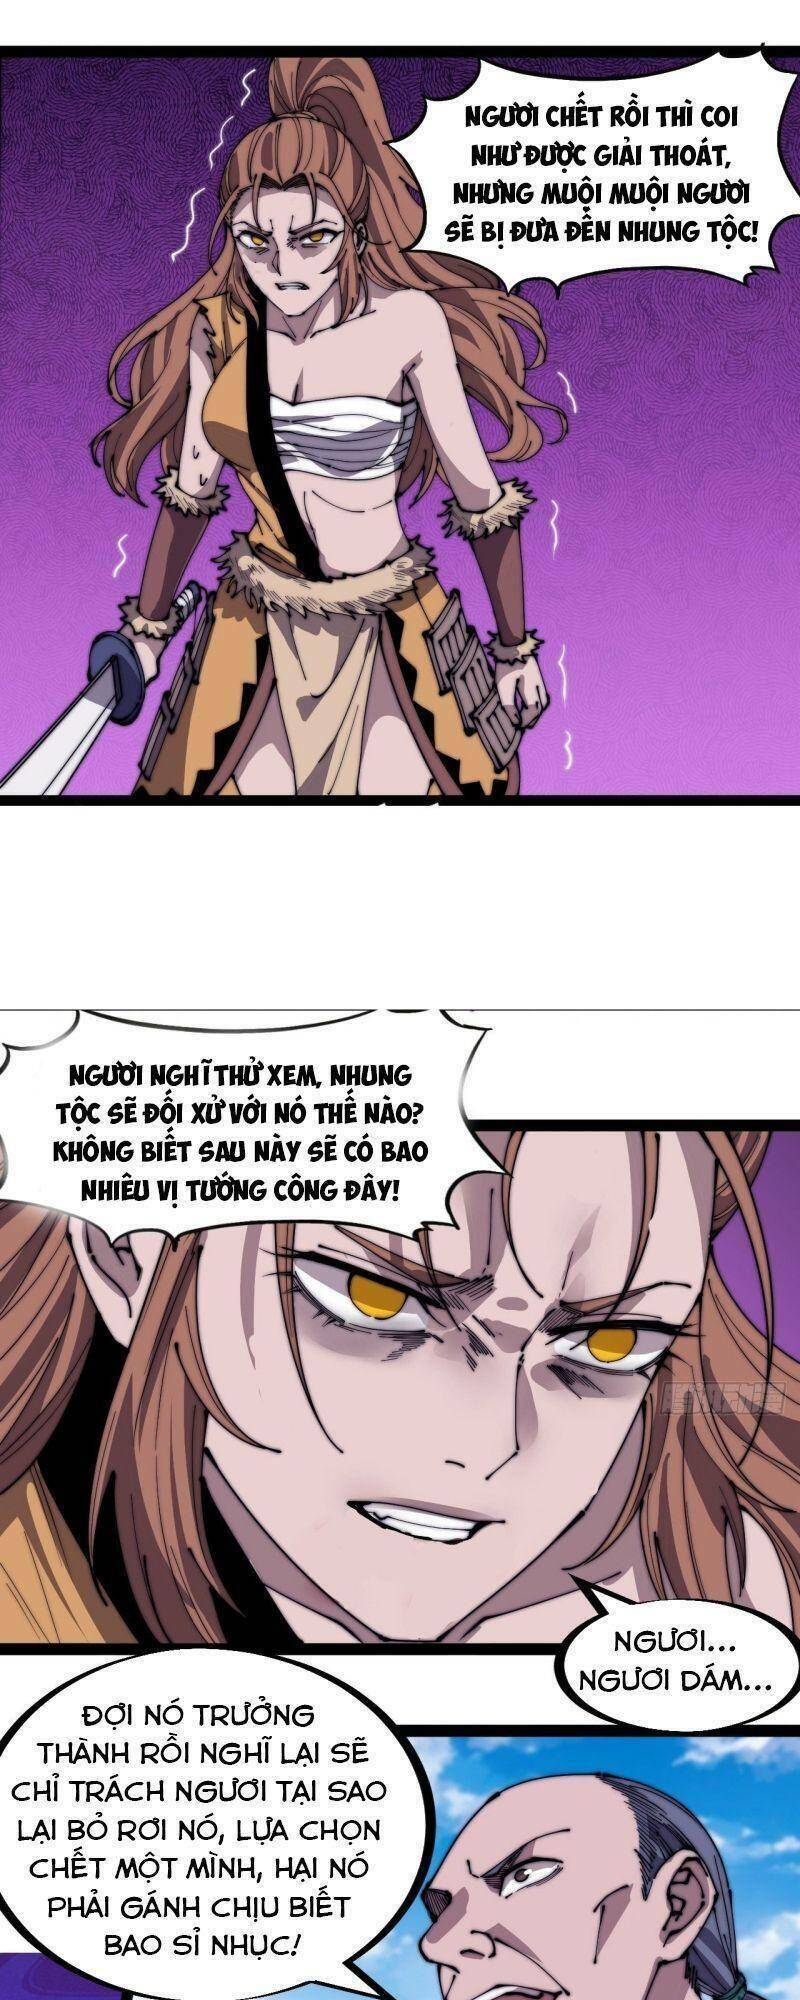 NGƯƠI CHẾT RỒI THÌ COI
NHƯ ĐƯỢC GIẢI THOÁT,
NHƯNG MUỘI MUỘI NGƯƠI
SẼ BỊ ĐƯA ĐẾN NHUNG TỘC!
NGƯƠI NGHĨ THỬ XEM, NHUNG
TỘC SẼ ĐỐI XỬ VỚI NÓ THẾ NÀO?
KHÔNG BIẾT SAU NÀY SẼ CÓ BAO
NHIÊU VỊ TƯỚNG CÔNG ĐÂY!
NGƯƠI...
NGƯƠI DÁM...
ĐỢI NÓ TRƯỞNG
THÀNH RỒI NGHĨ LẠI SẼ
CHỈ TRÁCH NGƯƠI TẠI SAO
LẠI BỎ RƠI NÓ, LỰA CHỌN
CHẾT MỘT MÌNH, HẠI NÓ
PHẢI GÁNH CHỊU BIẾT
BAO SỈ NHỤC!